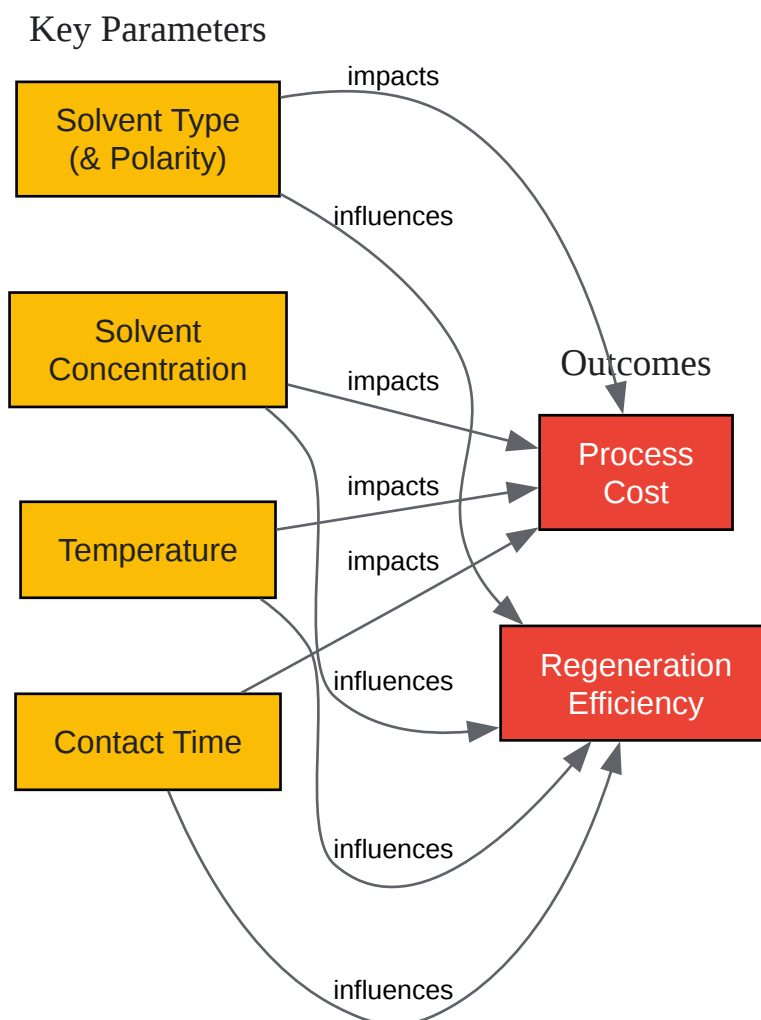 Key Parameters
impacts
Solvent Type
(& Polarity)
influences
Solvent
Concentration
impacts
Outcomes
Process
Cost
impacts
Temperature
impacts
Regeneration
Efficiency
influences
Contact Time
influences
influences